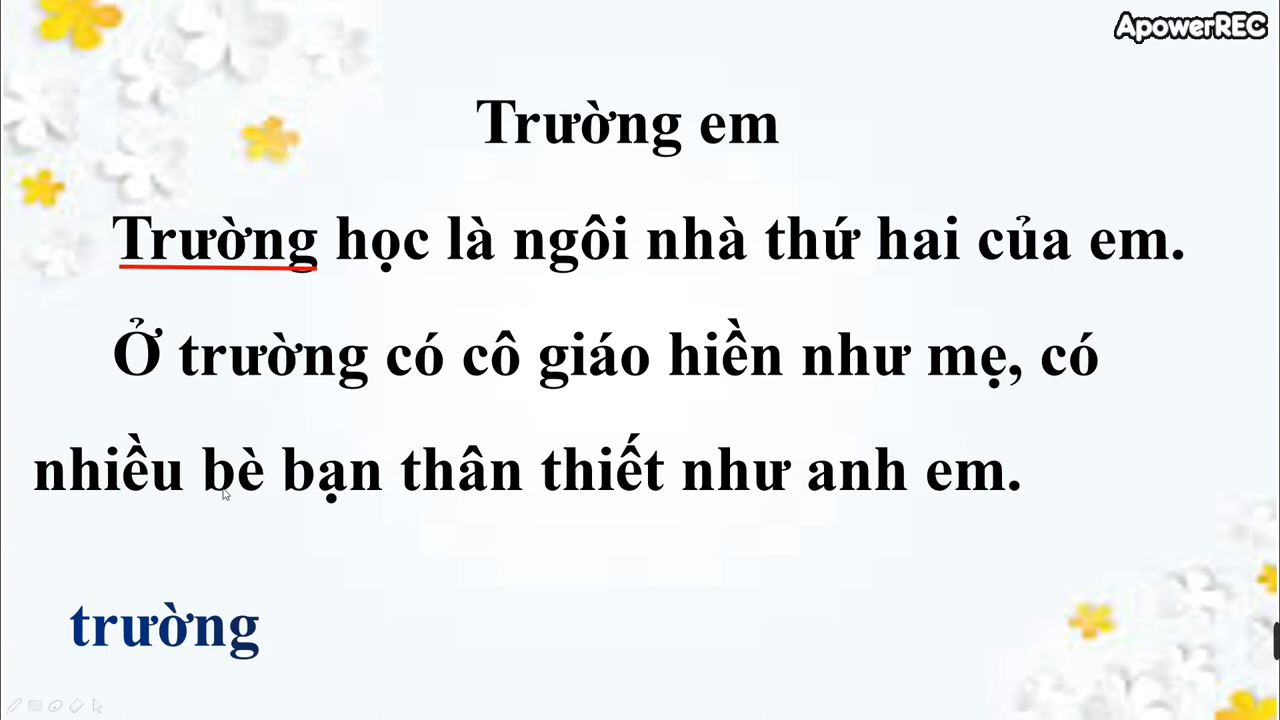 ApowerREC
Trường em
Trường học là ngôi nhà thứ hai của em.
Ở trường có cô giáo hiền như mẹ, có
nhiều bè bạn thân thiết như anh em.
trường